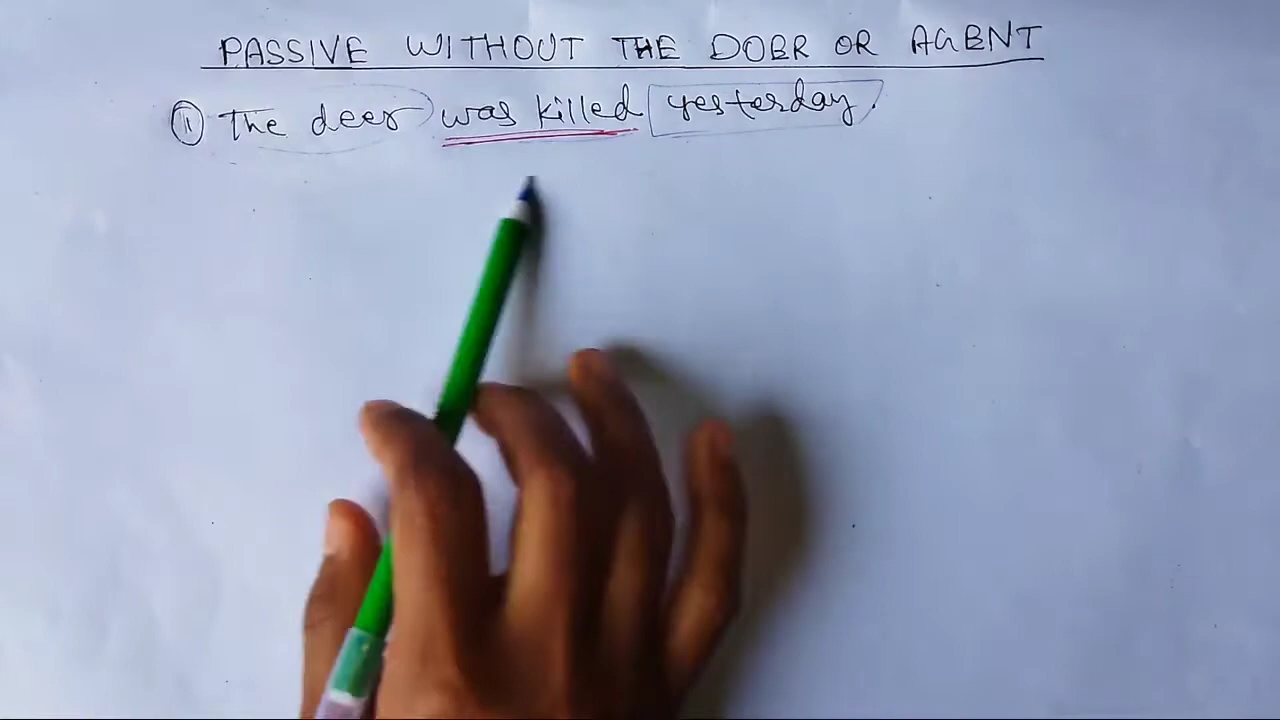 PASSIVE WITHOUT THE DOER OR AGENT
① The deer was killed yesterday.